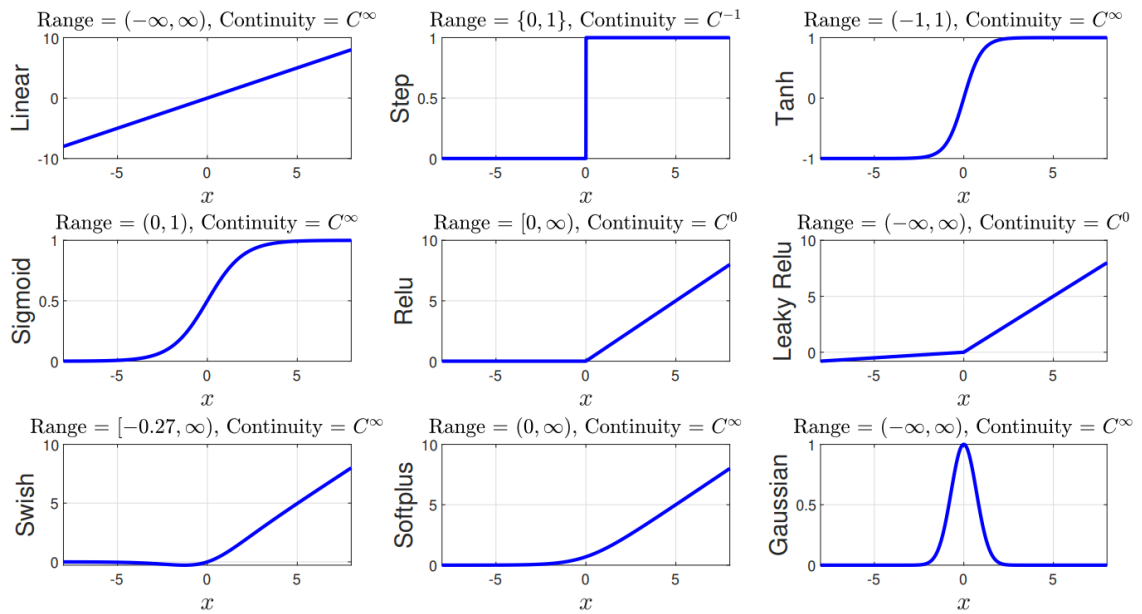 Range = (−∞, ∞), Continuity = C^∞
10
0
-10
Linear
-5 0 5
x
Range = {0, 1}, Continuity = C^−1
1
0.5
0
Step
-5 0 5
x
Range = (−1, 1), Continuity = C^∞
1
0
-1
Tanh
-5 0 5
x
Range = (0, 1), Continuity = C^∞
1
0.5
0
Sigmoid
-5 0 5
x
Range = [0, ∞), Continuity = C^0
10
5
0
Relu
-5 0 5
x
Range = (−∞, ∞), Continuity = C^0
10
5
0
Leaky Relu
-5 0 5
x
Range = [−0.27, ∞), Continuity = C^∞
10
5
0
Swish
-5 0 5
x
Range = (0, ∞), Continuity = C^∞
10
5
0
Softplus
-5 0 5
x
Range = (−∞, ∞), Continuity = C^∞
1
0.5
0
Gaussian
-5 0 5
x